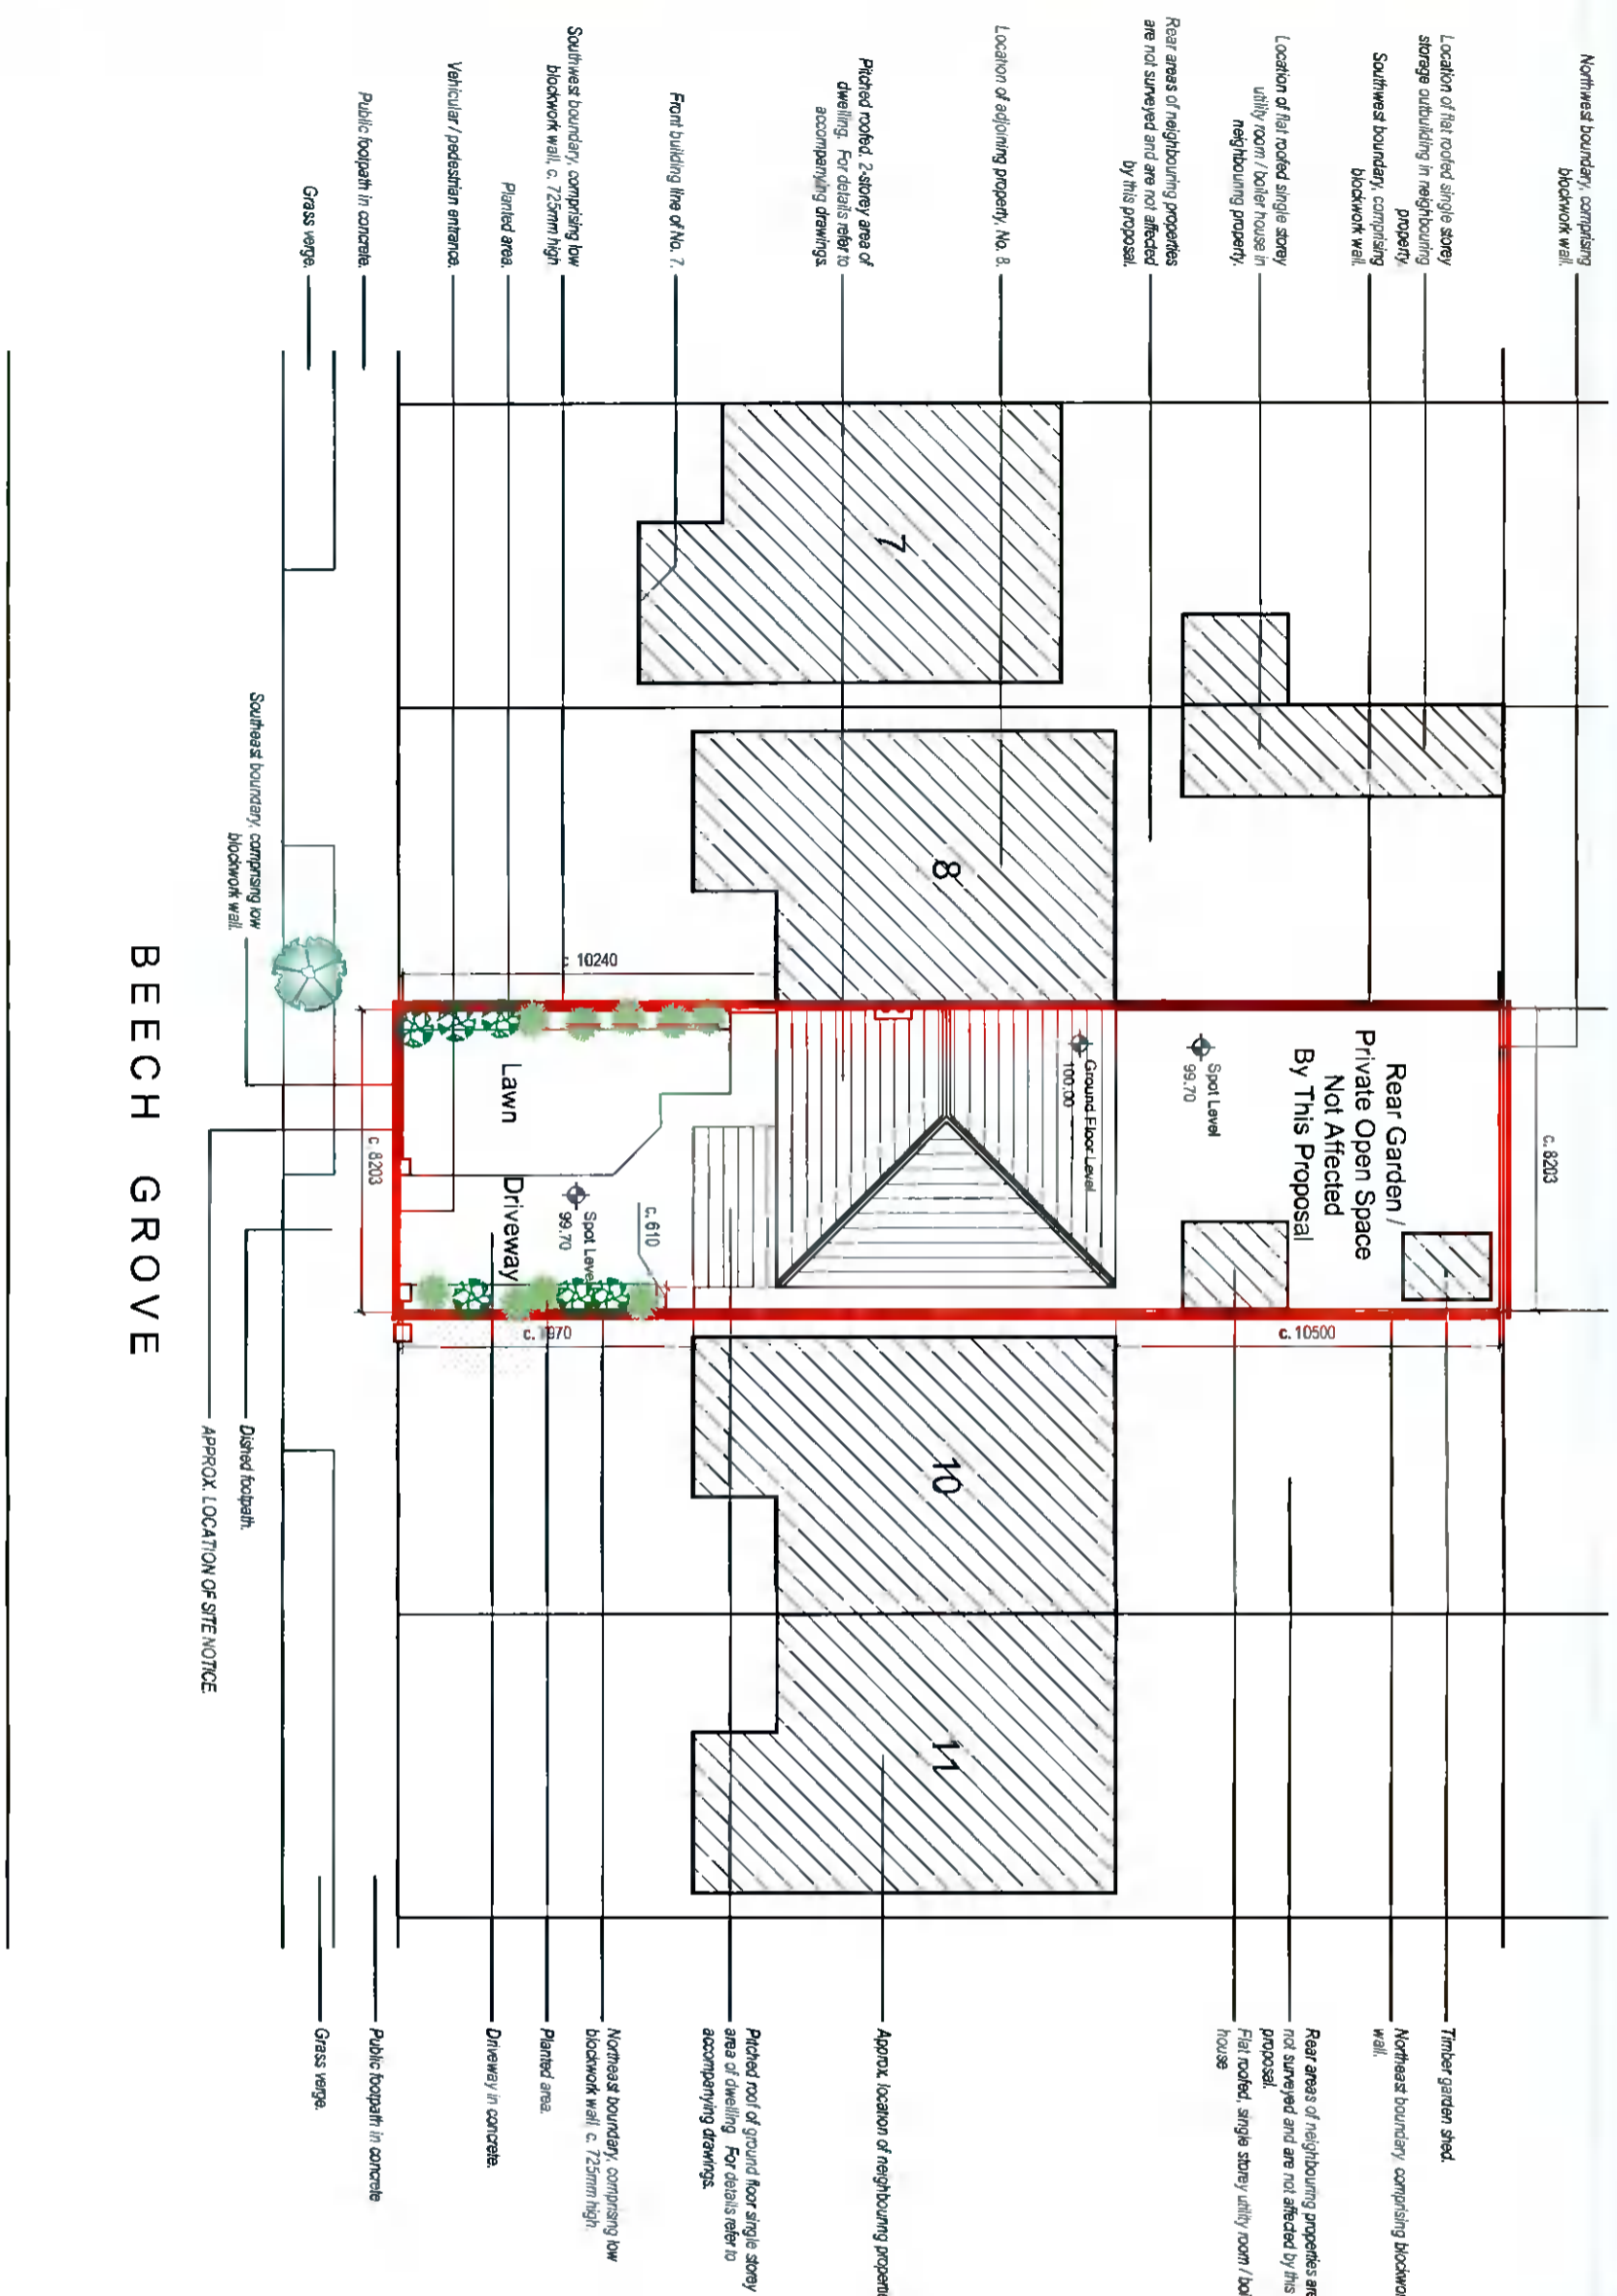 Northwest boundary, comprising
blockwork wall.
Location of flat roofed single storey
storage outbuilding in neighbouring
property.
Southwest boundary, comprising
blockwork wall.
Location of flat roofed single storey
utility room / boiler house in
neighbouring property.
Rear areas of neighbouring properties
are not surveyed and are not affected
by this proposal.
Location of adjoining property, No. 8.
Pitched roofed, 2-storey area of
dwelling. For details refer to
accompanying drawings.
Front building line of No. 7.
Southwest boundary, comprising low
blockwork wall, c. 725mm high.
Planted area.
Vehicular / pedestrian entrance.
Public footpath in concrete.
Grass verge.
c. 8203
Rear Garden /
Private Open Space
Not Affected
By This Proposal
Spot Level
99.70
Ground Floor Level
100.00
7
8
10
11
c. 10500
c 10240
c. 610
Spot Level
99.70
Lawn
Driveway
c. 7970
c. 8203
Southeast boundary, comprising low
blockwork wall.
Dished footpath.
APPROX. LOCATION OF SITE NOTICE.
BEECH GROVE
Timber garden shed.
Northeast boundary, comprising
wall.
Rear areas of neighbouring properties are
not surveyed and are not affected by this
proposal.
Flat roofed, single storey utility room /
house
Approx. location of neighbouring
Pitched roof of ground floor single storey
area of dwelling For details refer to
accompanying drawings.
Northeast boundary, comprising low
blockwork wall, c. 725mm high.
Planted area.
Driveway in concrete.
Public footpath in concrete
Grass verge.